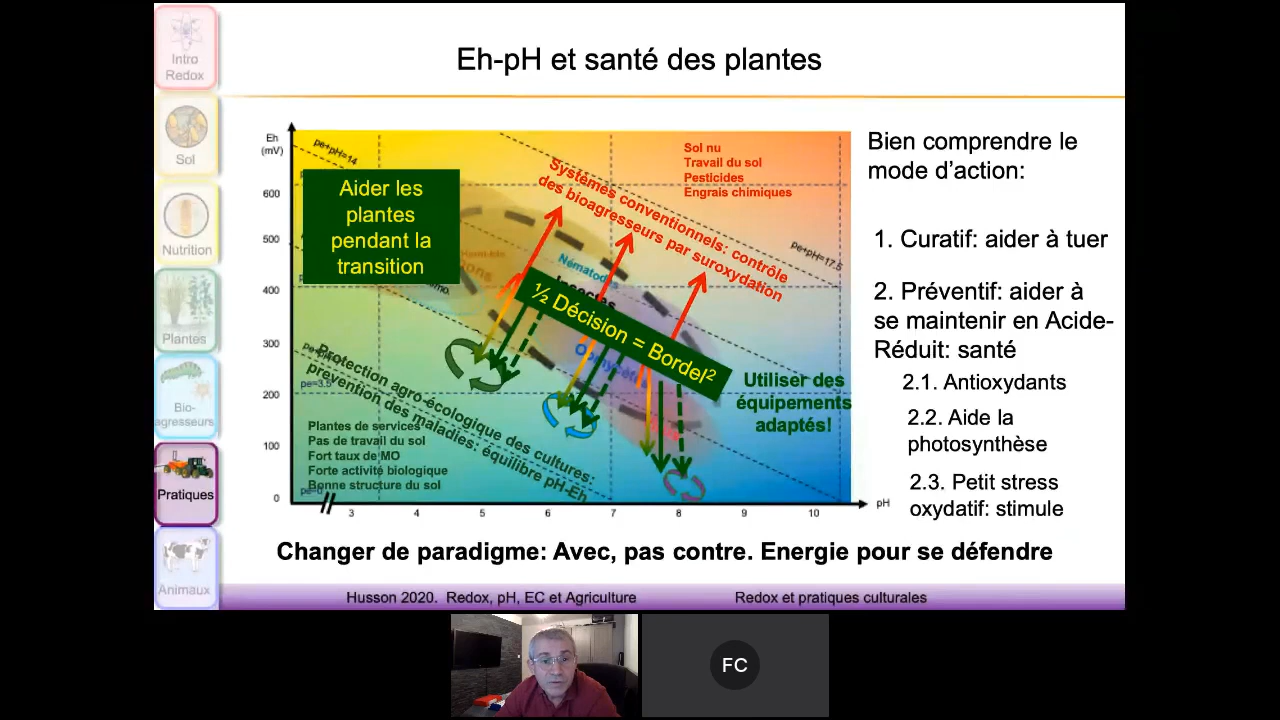 Eh-pH et santé des plantes
Intro
Redox
Sol
Nutrition
Plantes
Bio-
agresseurs
Pratiques
Animaux
Eh
(mV)
600
500
400
300
200
100
0
3
4
5
6
7
8
9
10
pH
pe+pH=14
pe+pH=17.5
pe=3.5
pe=0
Aider les
plantes
pendant la
transition
Sol nu
Travail du sol
Pesticides
Engrais chimiques
Systèmes conventionnels: contrôle
des bioagresseurs par suroxydation
Nématodes
Insectes
½ Décision = Bordel²
Utiliser des
équipements
adaptés!
Protection agro-écologique des cultures:
prévention des maladies: équilibre pH-Eh
Plantes de services
Pas de travail du sol
Fort taux de MO
Forte activité biologique
Bonne structure du sol
Bien comprendre le
mode d'action:
1. Curatif: aider à tuer
2. Préventif: aider à
se maintenir en Acide-
Réduit: santé
2.1. Antioxydants
2.2. Aide la
photosynthèse
2.3. Petit stress
oxydatif: stimule
Changer de paradigme: Avec, pas contre. Energie pour se défendre
Husson 2020. Redox, pH, EC et Agriculture
Redox et pratiques culturales
FC